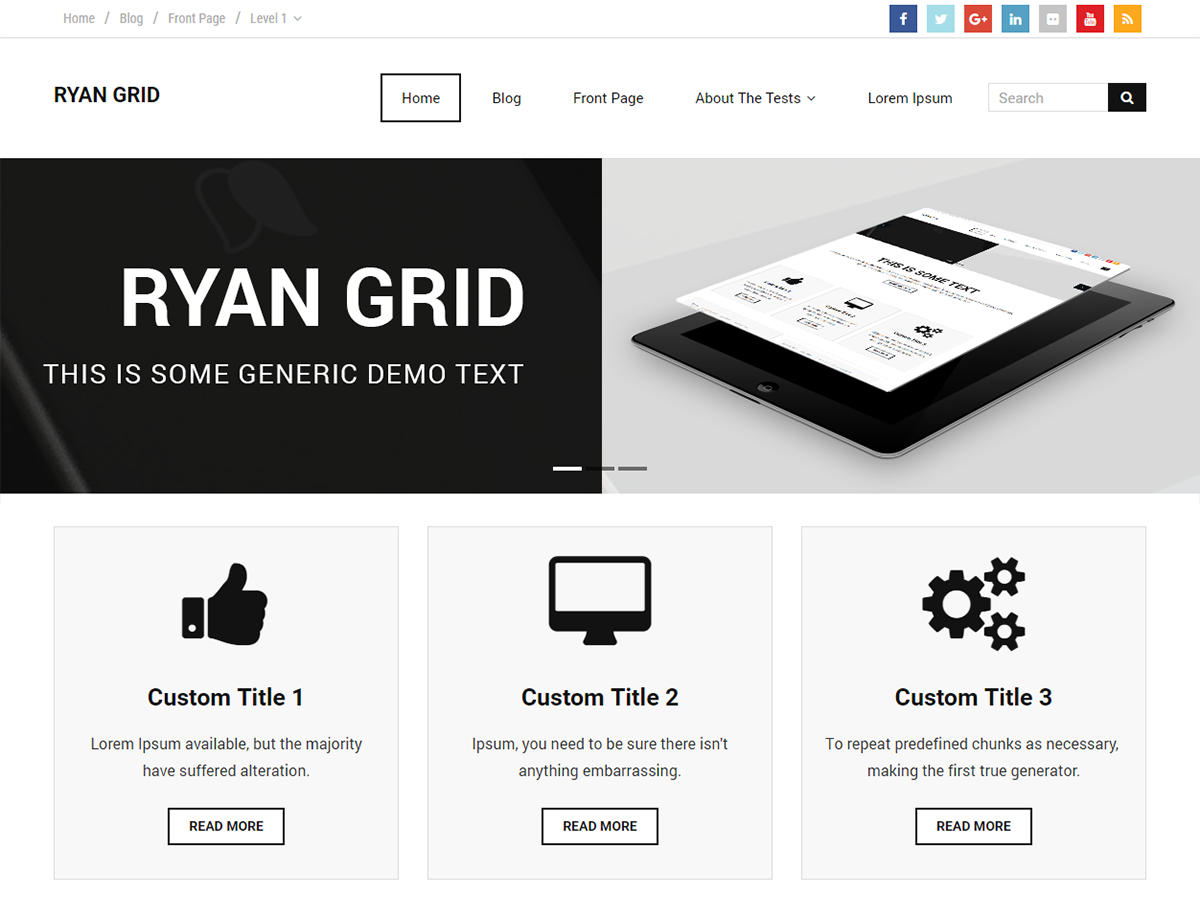 Home / Blog / Front Page / Level 1
RYAN GRID
Home Blog Front Page About The Tests Lorem Ipsum Search
RYAN GRID
THIS IS SOME GENERIC DEMO TEXT
THIS IS SOME TEXT
Custom Title 1
Lorem Ipsum available, but the majority
have suffered alteration.
READ MORE
Custom Title 2
Ipsum, you need to be sure there isn't
anything embarrassing.
READ MORE
Custom Title 3
To repeat predefined chunks as necessary,
making the first true generator.
READ MORE